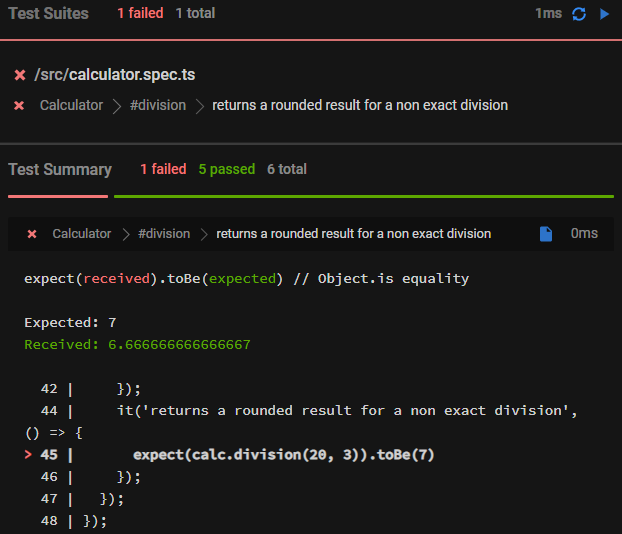 Test Suites 1 failed 1 total 1ms
/src/calculator.spec.ts
Calculator #division returns a rounded result for a non exact division
Test Summary 1 failed 5 passed 6 total
Calculator #division returns a rounded result for a non exact division 0ms
expect(received).toBe(expected) // Object.is equality
Expected: 7
Received: 6.666666666666667
42 | });
44 | it('returns a rounded result for a non exact division',
() => {
> 45 | expect(calc.division(20, 3)).toBe(7)
46 | });
47 | });
48 | });